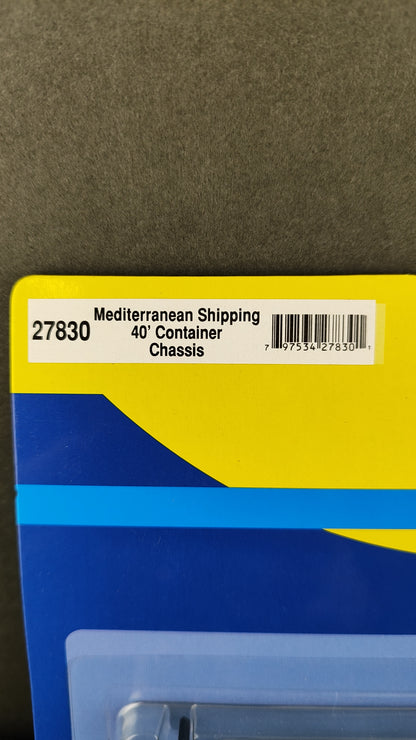 27830
Mediterranean Shipping
40' Container
Chassis
7 97534 27830 1